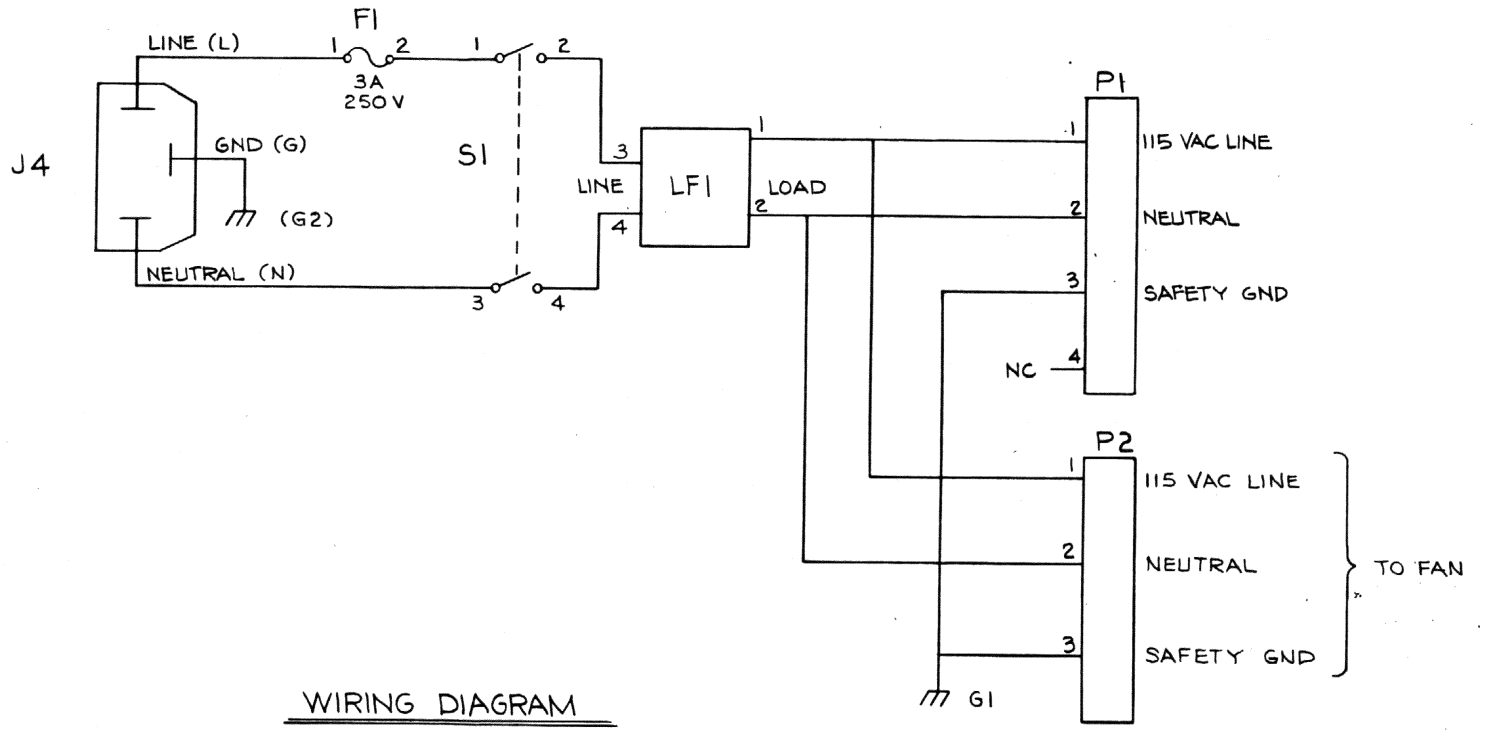 F1
LINE (L)
1
2
1
2
3A
250V
P1
1
1
115 VAC LINE
GND (G)
J4
S1
3
LINE
LF1
LOAD
(G2)
4
2
2
NEUTRAL
NEUTRAL (N)
3
4
3
SAFETY GND
NC
4
P2
1
115 VAC LINE
2
NEUTRAL
TO FAN
3
SAFETY GND
G1
WIRING DIAGRAM